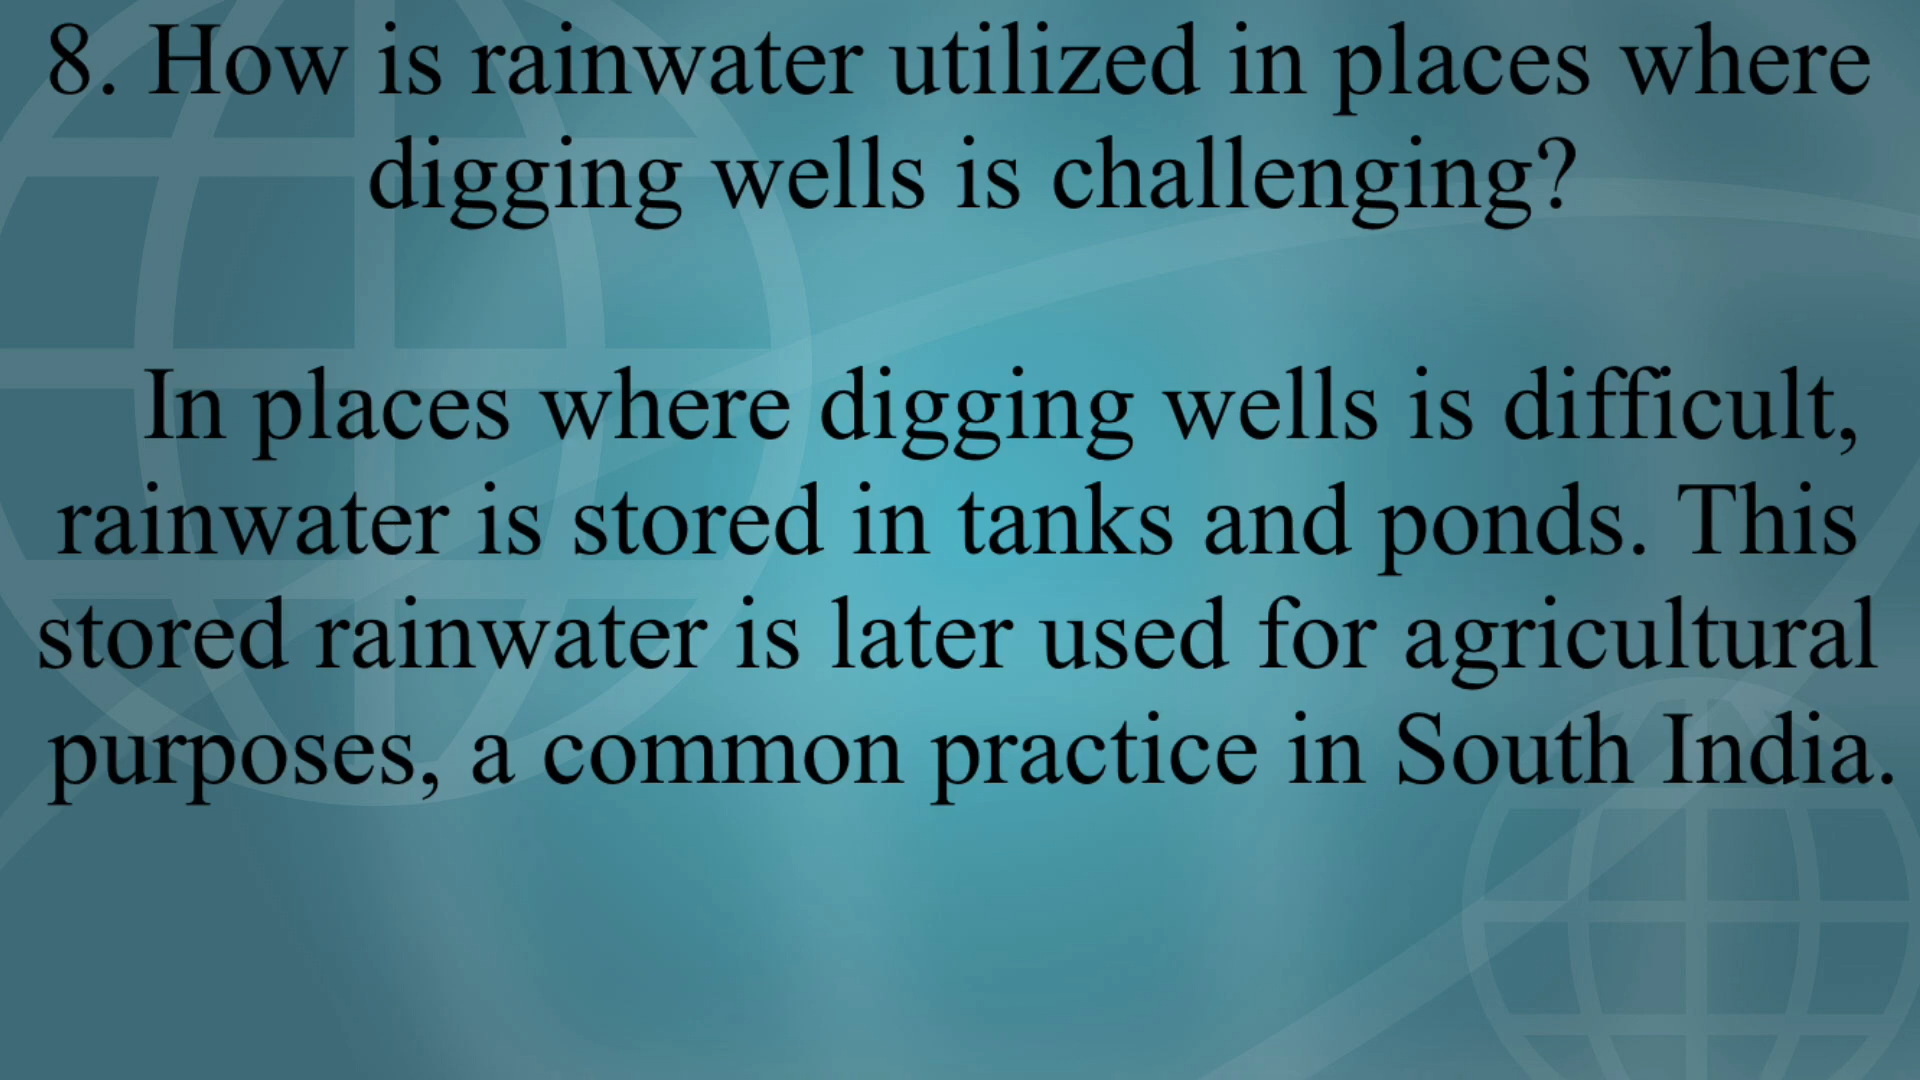 8. How is rainwater utilized in places where
digging wells is challenging?
In places where digging wells is difficult,
rainwater is stored in tanks and ponds. This
stored rainwater is later used for agricultural
purposes, a common practice in South India.